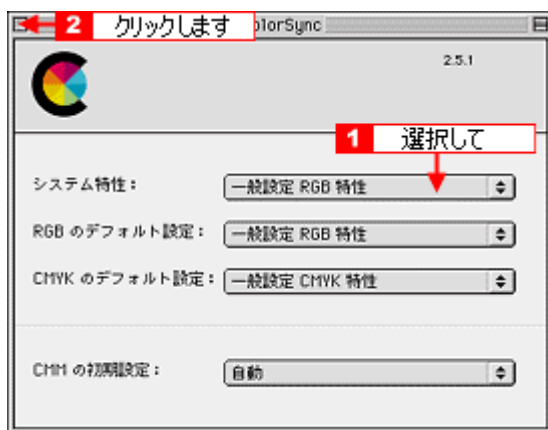 2 クリックします olorSync
2.5.1
1 選択して
システム特性： 一般設定 RGB 特性
RGB のデフォルト設定： 一般設定 RGB 特性
CMYK のデフォルト設定： 一般設定 CMYK 特性
CMM の初期設定： 自動